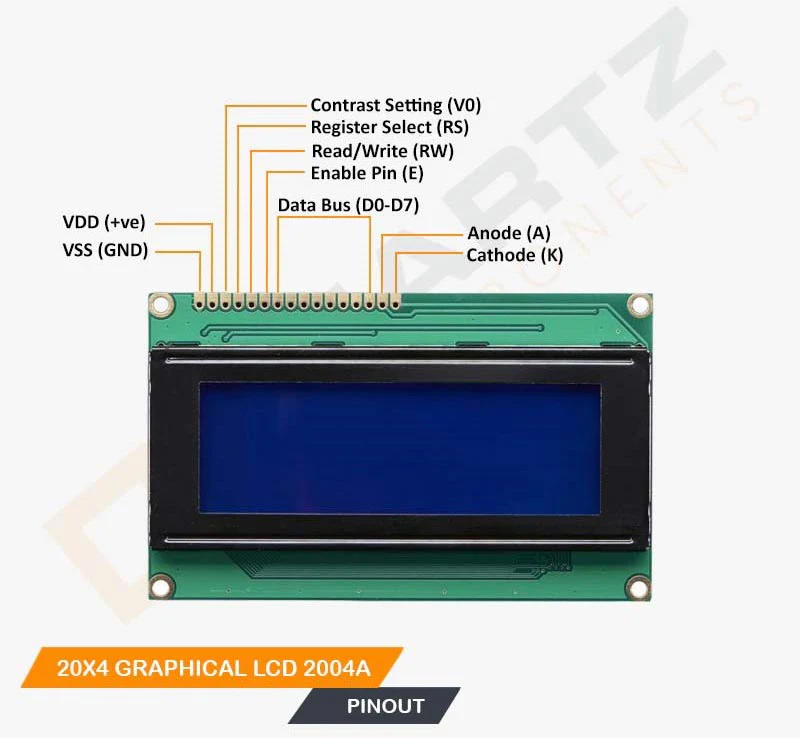 Contrast Setting (V0)
Register Select (RS)
Read/Write (RW)
Enable Pin (E)
Data Bus (D0-D7)
VDD (+ve)
VSS (GND)
Anode (A)
Cathode (K)
20X4 GRAPHICAL LCD 2004A
PINOUT